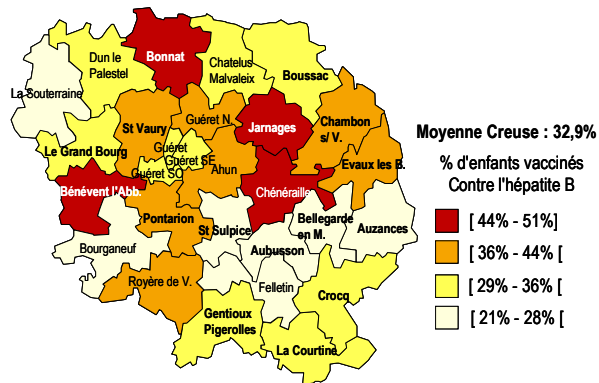 Bonnat
Dun le
Palestel
Chatelus
Malvaleix
Boussac
La Souterraine
St Vaury
Guéret N.
Jarnages
Chambon
s/ V.
Le Grand Bourg
Guéret
Guéret SE
Guéret SO
Ahun
Evaux les B.
Bénévent l'Abb.
Chénéraille
Pontarion
St Sulpice
Bellegarde
en M.
Auzances
Bourganeuf
Aubusson
Royère de V.
Felletin
Crocq
Gentioux
Pigerolles
La Courtine
Moyenne Creuse : 32,9%
% d'enfants vaccinés
Contre l'hépatite B
[ 44% - 51%]
[ 36% - 44% [
[ 29% - 36% [
[ 21% - 28% [